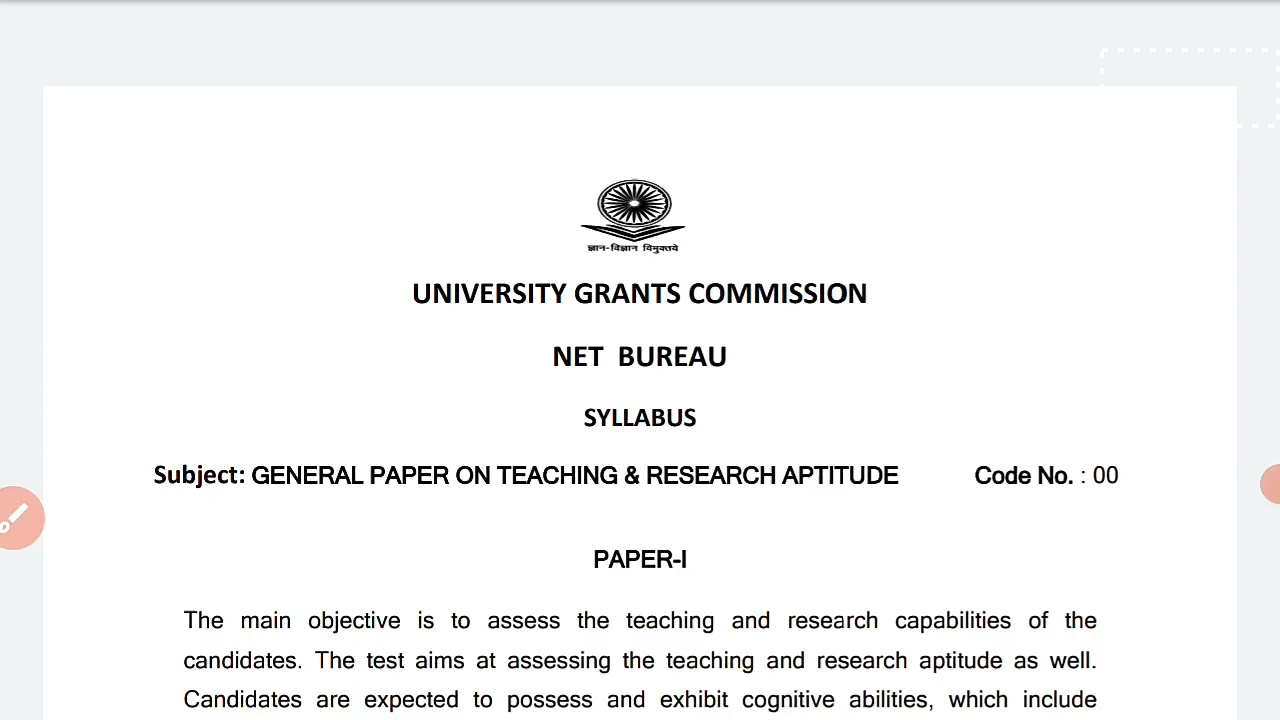 ज्ञान-विज्ञान विमुक्तये
UNIVERSITY GRANTS COMMISSION
NET BUREAU
SYLLABUS
Subject: GENERAL PAPER ON TEACHING & RESEARCH APTITUDE Code No. : 00
PAPER-I
The main objective is to assess the teaching and research capabilities of the
candidates. The test aims at assessing the teaching and research aptitude as well.
Candidates are expected to possess and exhibit cognitive abilities, which include